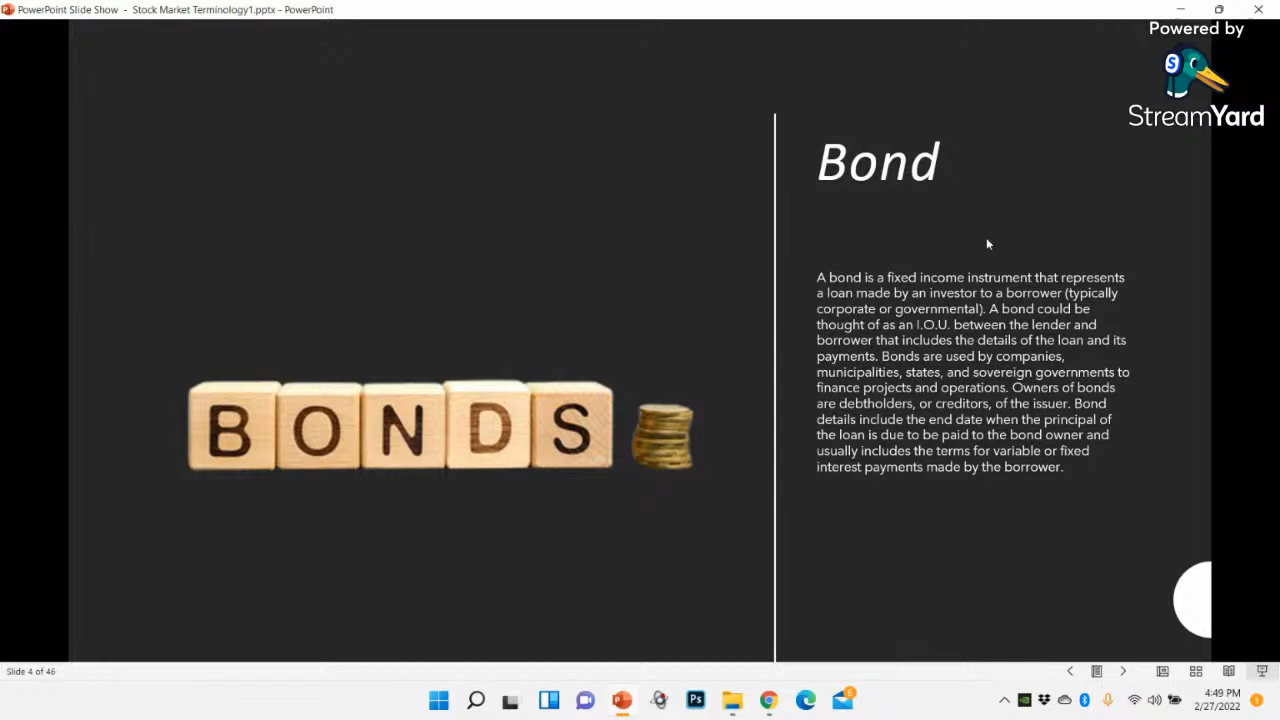 PowerPoint Slide Show - Stock Market Terminology1.pptx - PowerPoint
Powered by
S
StreamYard
Bond
A bond is a fixed income instrument that represents
a loan made by an investor to a borrower (typically
corporate or governmental). A bond could be
thought of as an I.O.U. between the lender and
borrower that includes the details of the loan and its
payments. Bonds are used by companies,
municipalities, states, and sovereign governments to
finance projects and operations. Owners of bonds
are debtholders, or creditors, of the issuer. Bond
details include the end date when the principal of
the loan is due to be paid to the bond owner and
usually includes the terms for variable or fixed
interest payments made by the borrower.
BONDS
Slide 4 of 46
Ps
4:49 PM
2/27/2022